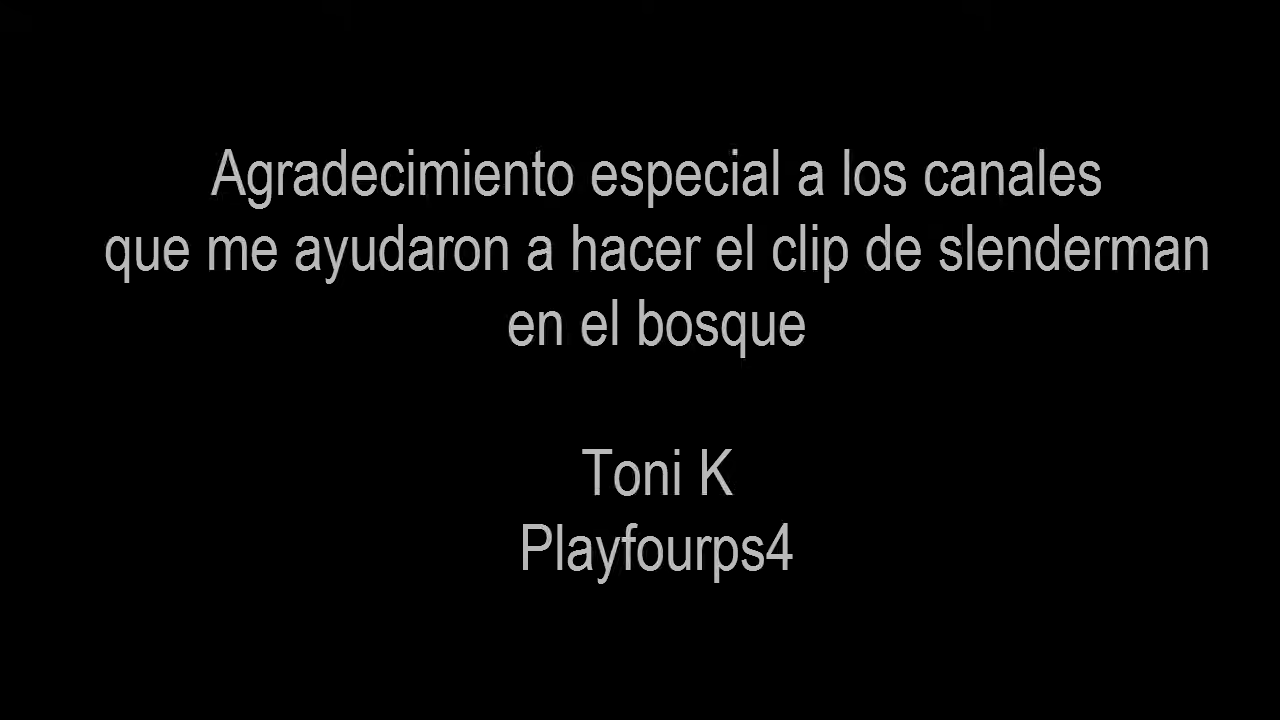 Agradecimiento especial a los canales
que me ayudaron a hacer el clip de slenderman
en el bosque
Toni K
Playfourps4